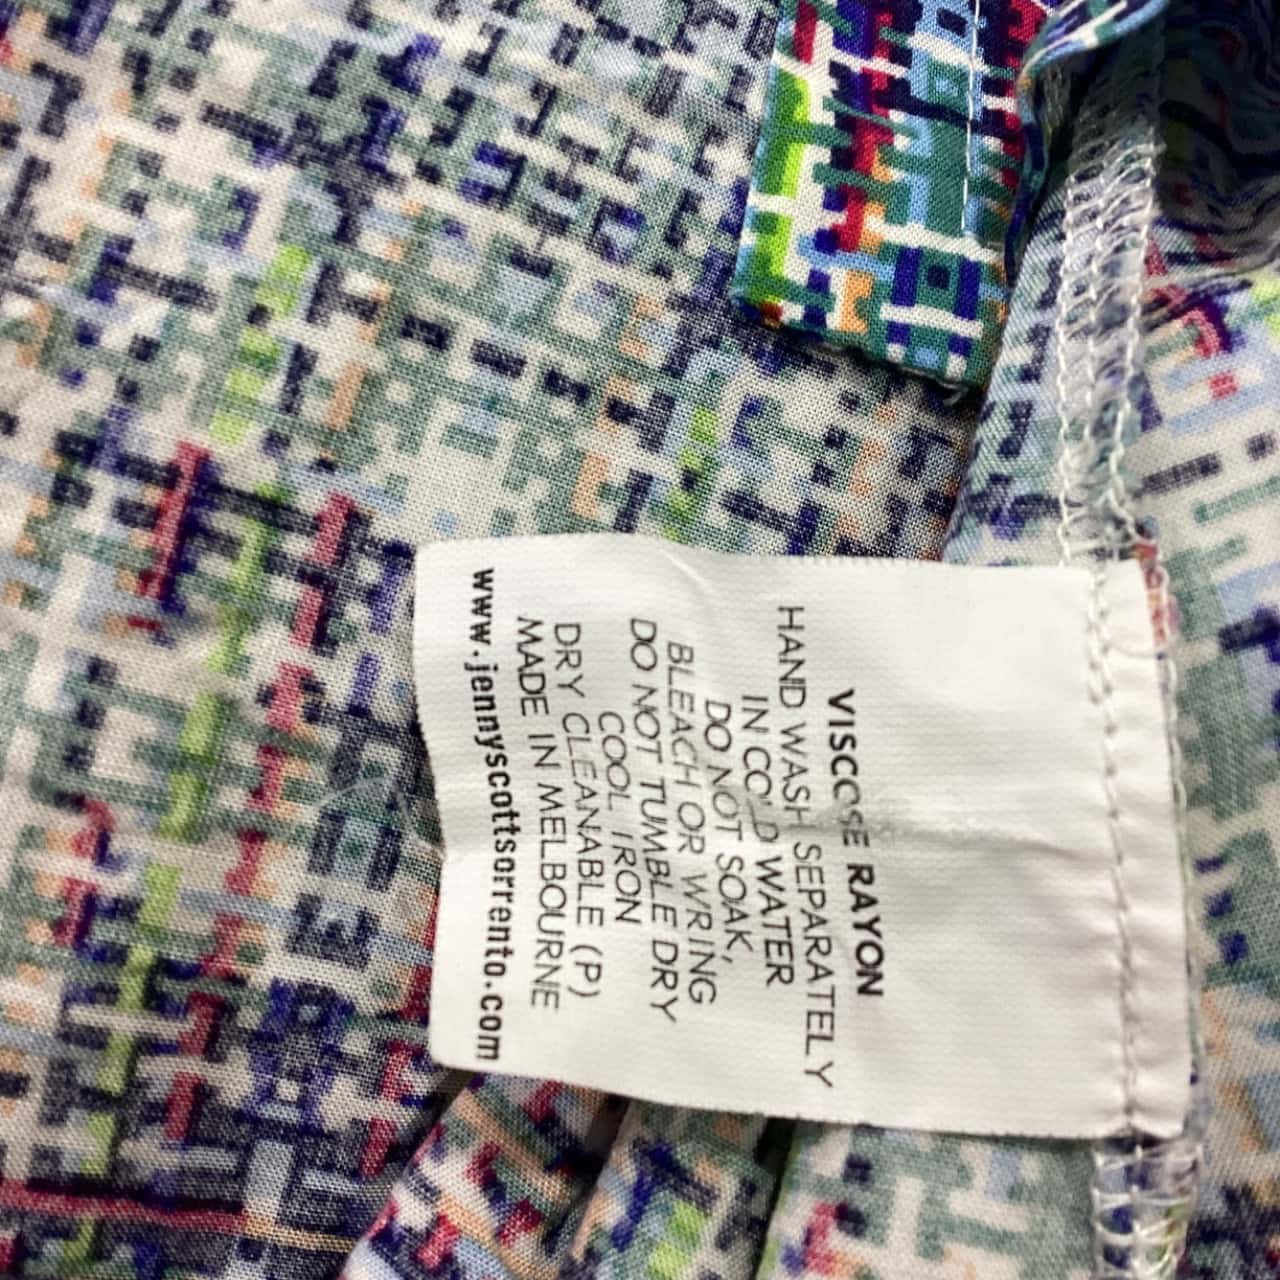 VISCOSE RAYON
HAND WASH SEPARATELY
IN COLD WATER
DO NOT SOAK,
BLEACH OR WRING
DO NOT TUMBLE DRY
COOL IRON
DRY CLEANABLE (P)
MADE IN MELBOURNE
www.jennyscottsorrento.com